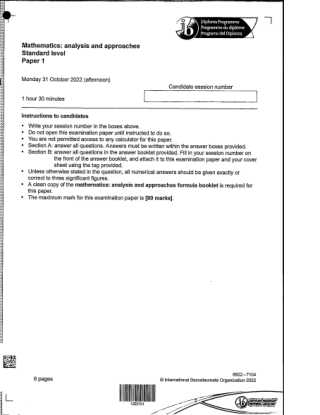 Diploma Programme
Programme du diplôme
Programa del Diploma
Mathematics: analysis and approaches
Standard level
Paper 1
Monday 31 October 2022 (afternoon)
Candidate session number
1 hour 30 minutes
Instructions to candidates
• Write your session number in the boxes above.
• Do not open this examination paper until instructed to do so.
• You are not permitted access to any calculator for this paper.
• Section A: answer all questions. Answers must be written within the answer boxes provided.
• Section B: answer all questions in the answer booklet provided. Fill in your session number on
the front of the answer booklet, and attach it to this examination paper and your cover
sheet using the tag provided.
• Unless otherwise stated in the question, all numerical answers should be given exactly or
correct to three significant figures.
• A clean copy of the mathematics: analysis and approaches formula booklet is required for
this paper.
• The maximum mark for this examination paper is [80 marks].
8822–7104
6 pages
© International Baccalaureate Organization 2022